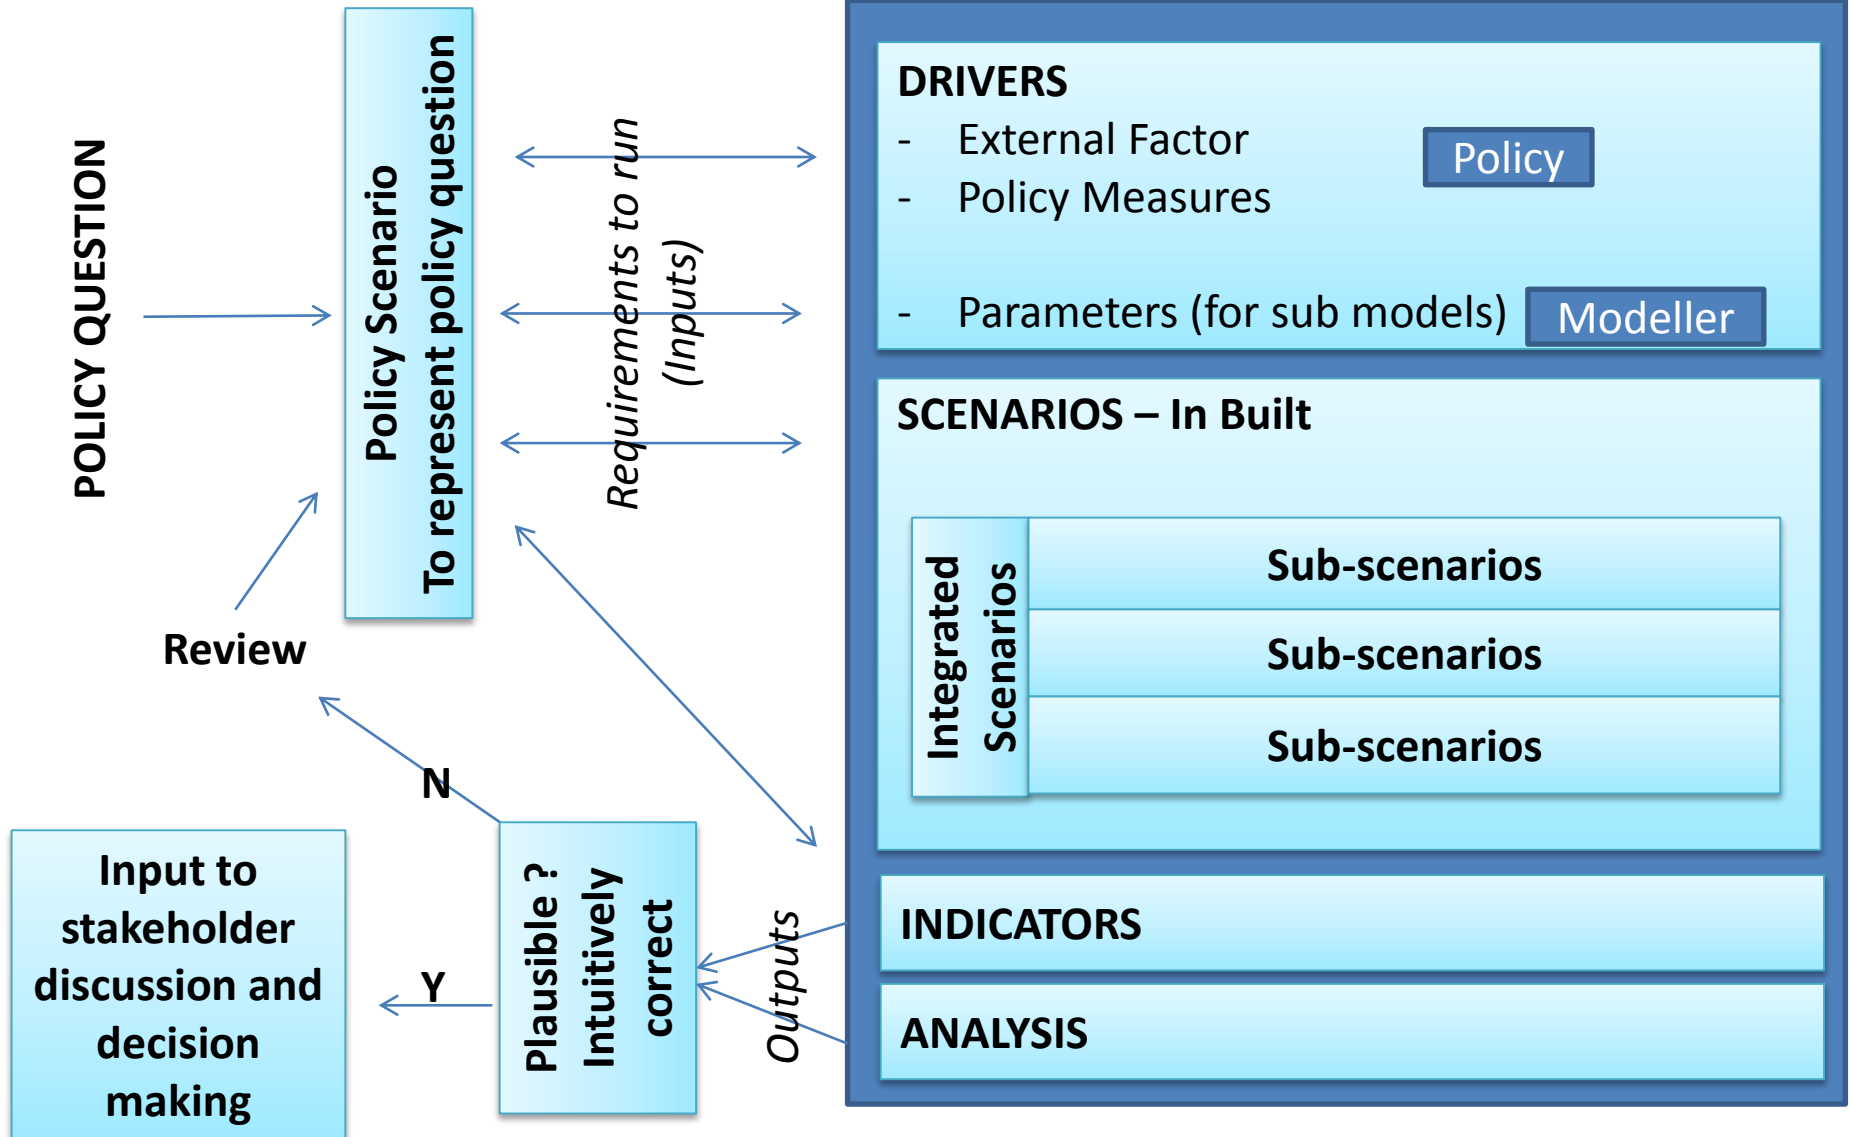 POLICY QUESTION
Policy Scenario
To represent policy question
Requirements to run
(Inputs)
DRIVERS
- External Factor
- Policy Measures
Policy
- Parameters (for sub models)
Modeller
SCENARIOS – In Built
Integrated
Scenarios
Sub-scenarios
Sub-scenarios
Sub-scenarios
INDICATORS
ANALYSIS
Outputs
Plausible ?
Intuitively
correct
N
Review
Y
Input to
stakeholder
discussion and
decision
making